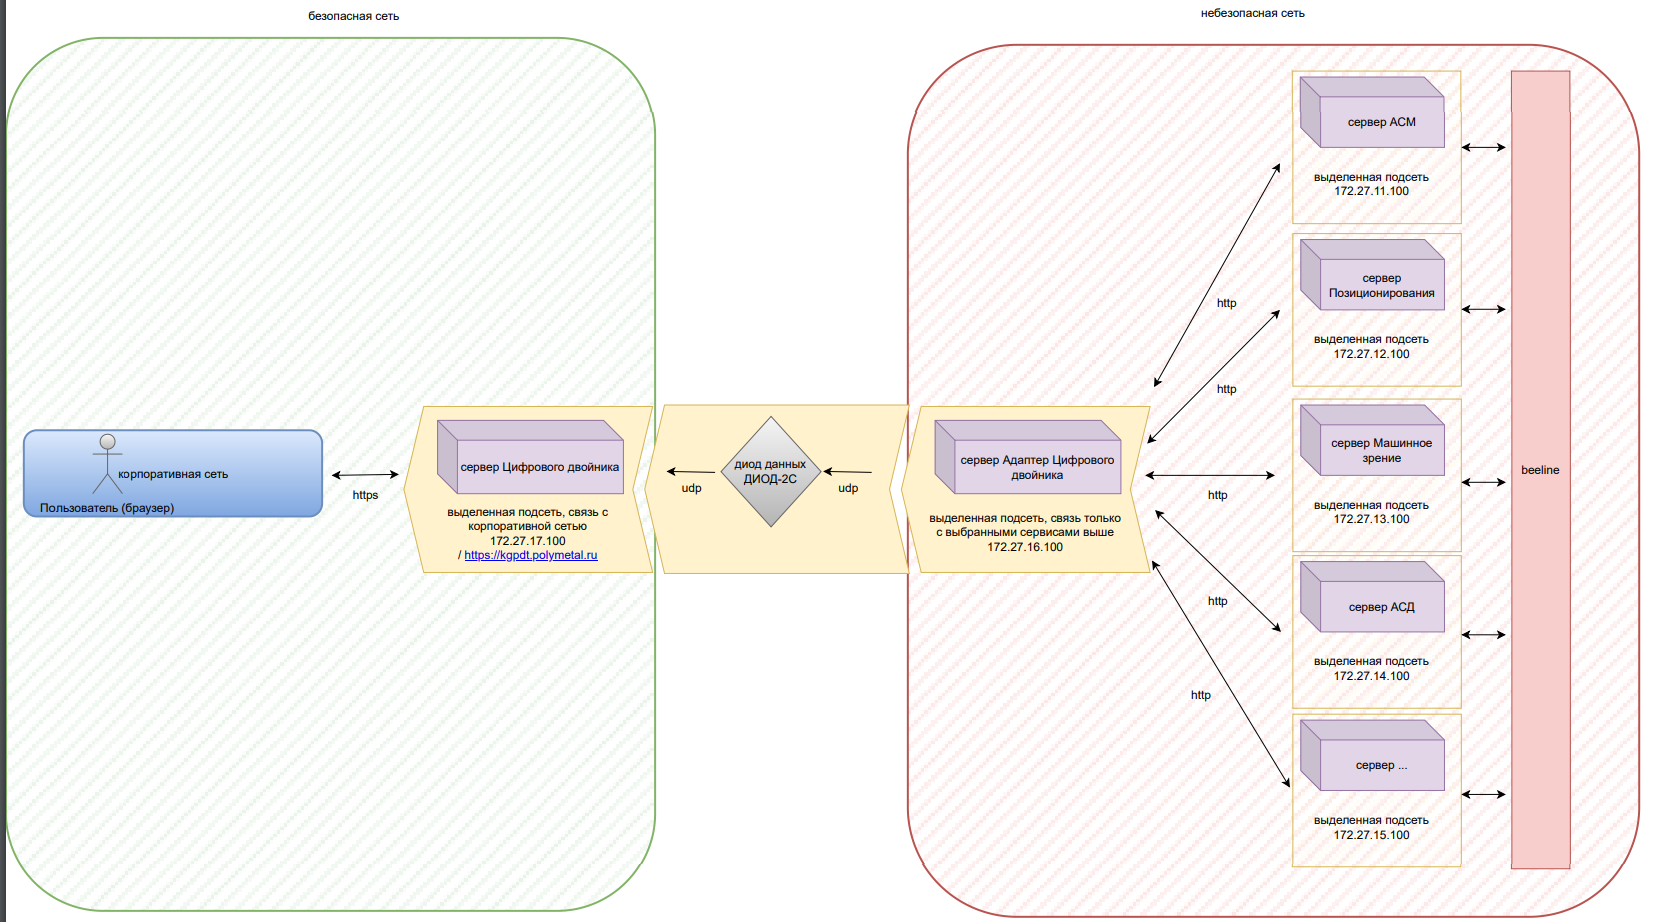 безопасная сеть
небезопасная сеть
корпоративная сеть
Пользователь (браузер)
https
сервер Цифрового двойника
выделенная подсеть, связь с
корпоративной сетью
172.27.17.100
/ https://kgpdt.polymetal.ru
udp
диод данных
ДИОД-2С
udp
сервер Адаптер Цифрового
двойника
выделенная подсеть, связь только
с выбранными сервисами выше
172.27.16.100
http
http
http
http
http
сервер АСМ
выделенная подсеть
172.27.11.100
сервер
Позиционирования
выделенная подсеть
172.27.12.100
сервер Машинное
зрение
выделенная подсеть
172.27.13.100
сервер АСД
выделенная подсеть
172.27.14.100
сервер ...
выделенная подсеть
172.27.15.100
beeline